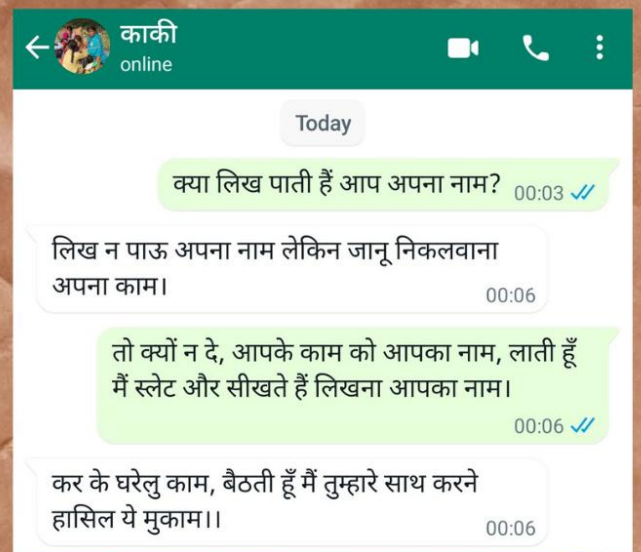 काकी
online
Today
क्या लिख पाती हैं आप अपना नाम?
00:03
लिख न पाऊ अपना नाम लेकिन जानू निकलवाना
अपना काम।
00:06
तो क्यों न दे, आपके काम को आपका नाम, लाती हूँ
मैं स्लेट और सीखते हैं लिखना आपका नाम।
00:06
कर के घरेलु काम, बैठती हूँ मैं तुम्हारे साथ करने
हासिल ये मुकाम।।
00:06